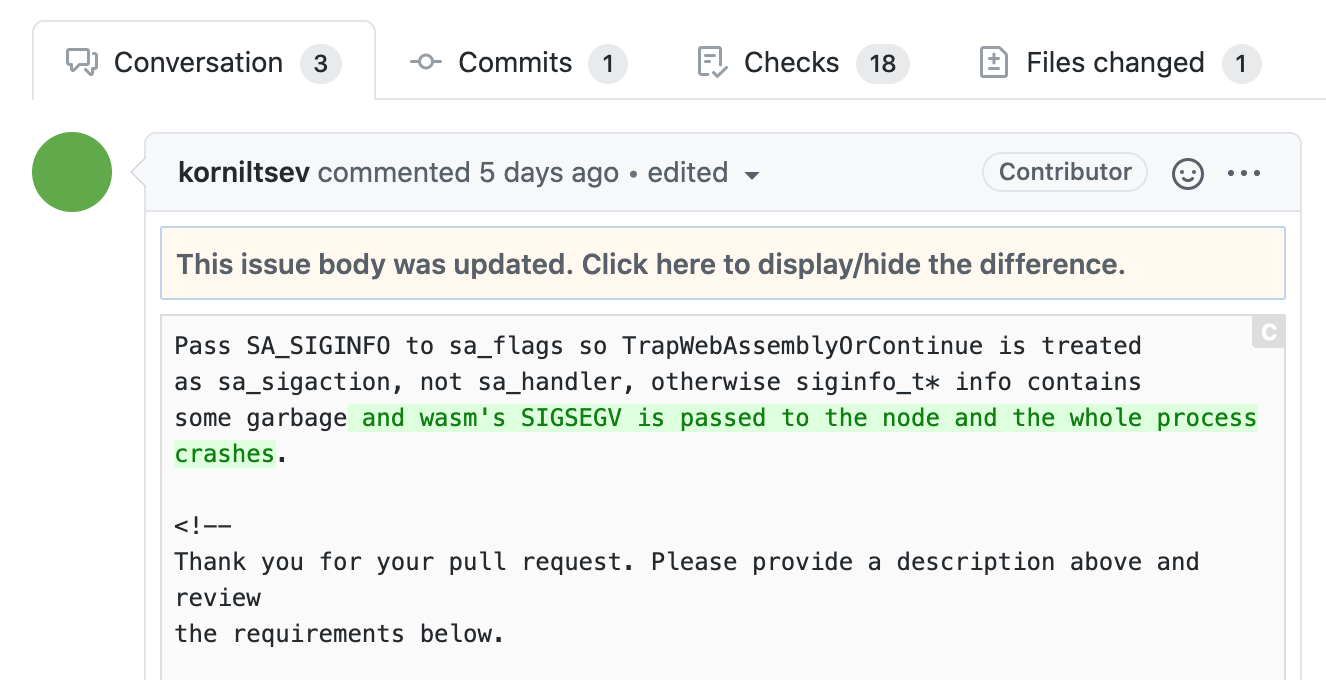 Conversation 3 Commits 1 Checks 18 Files changed 1
korniltsev commented 5 days ago • edited Contributor
This issue body was updated. Click here to display/hide the difference.
C
Pass SA_SIGINFO to sa_flags so TrapWebAssemblyOrContinue is treated
as sa_sigaction, not sa_handler, otherwise siginfo_t* info contains
some garbage and wasm's SIGSEGV is passed to the node and the whole process
crashes.
<!--
Thank you for your pull request. Please provide a description above and
review
the requirements below.